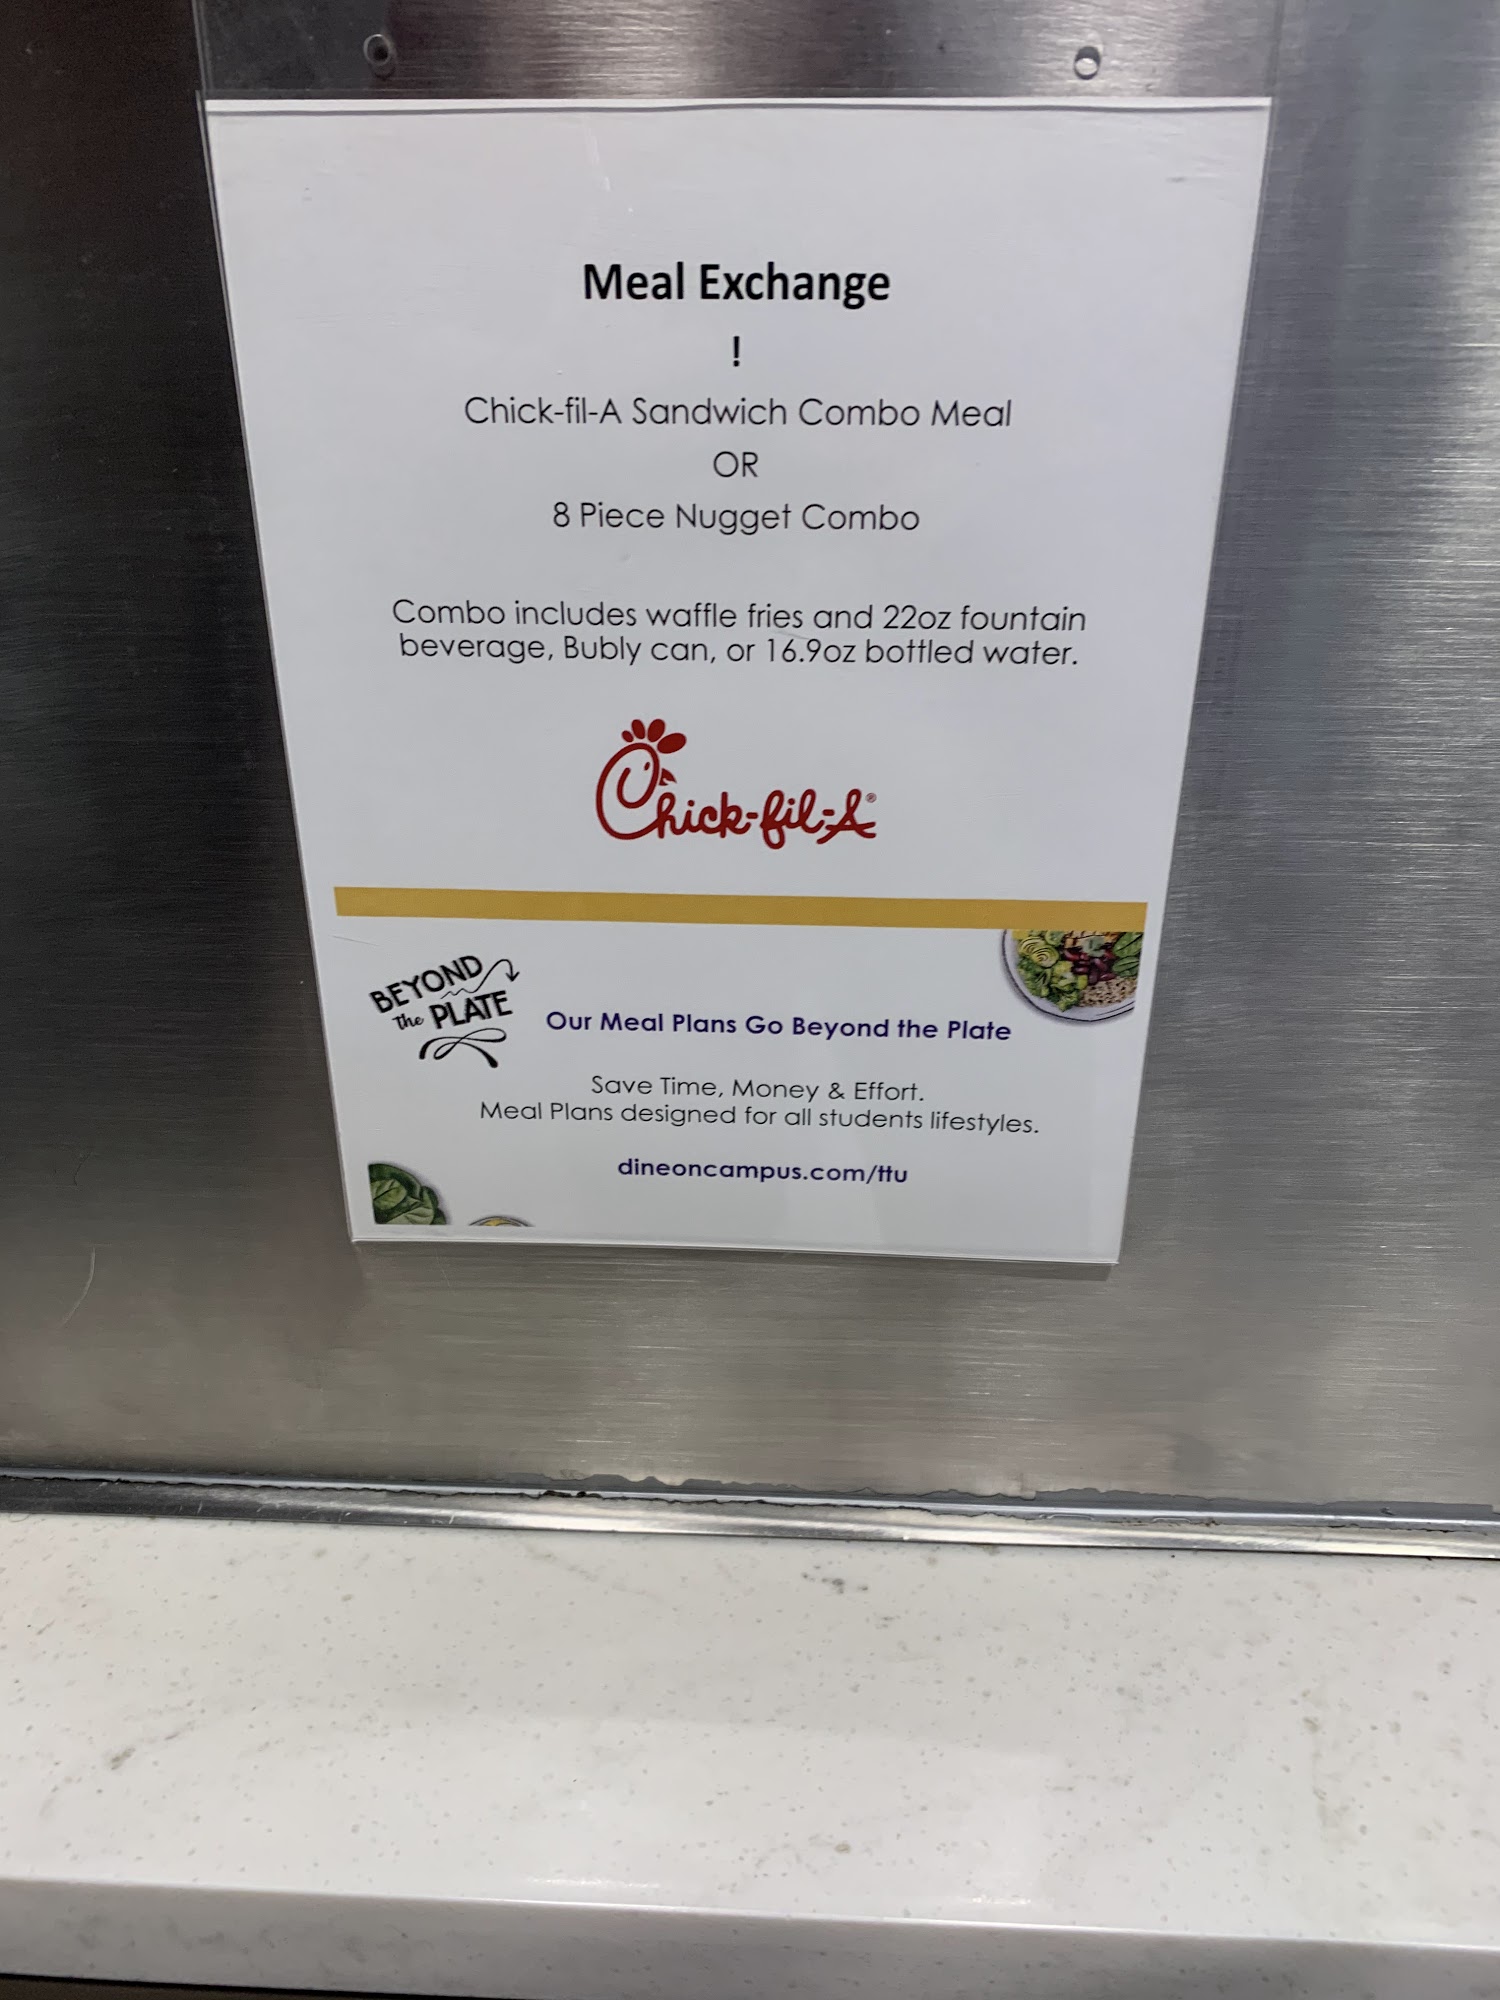 Meal Exchange
!
Chick-fil-A Sandwich Combo Meal
OR
8 Piece Nugget Combo
Combo includes waffle fries and 22oz fountain
beverage, Bubly can, or 16.9oz bottled water.
Chick-fil-A®
BEYOND
the PLATE
Our Meal Plans Go Beyond the Plate
Save Time, Money & Effort.
Meal Plans designed for all students lifestyles.
dineoncampus.com/ttu